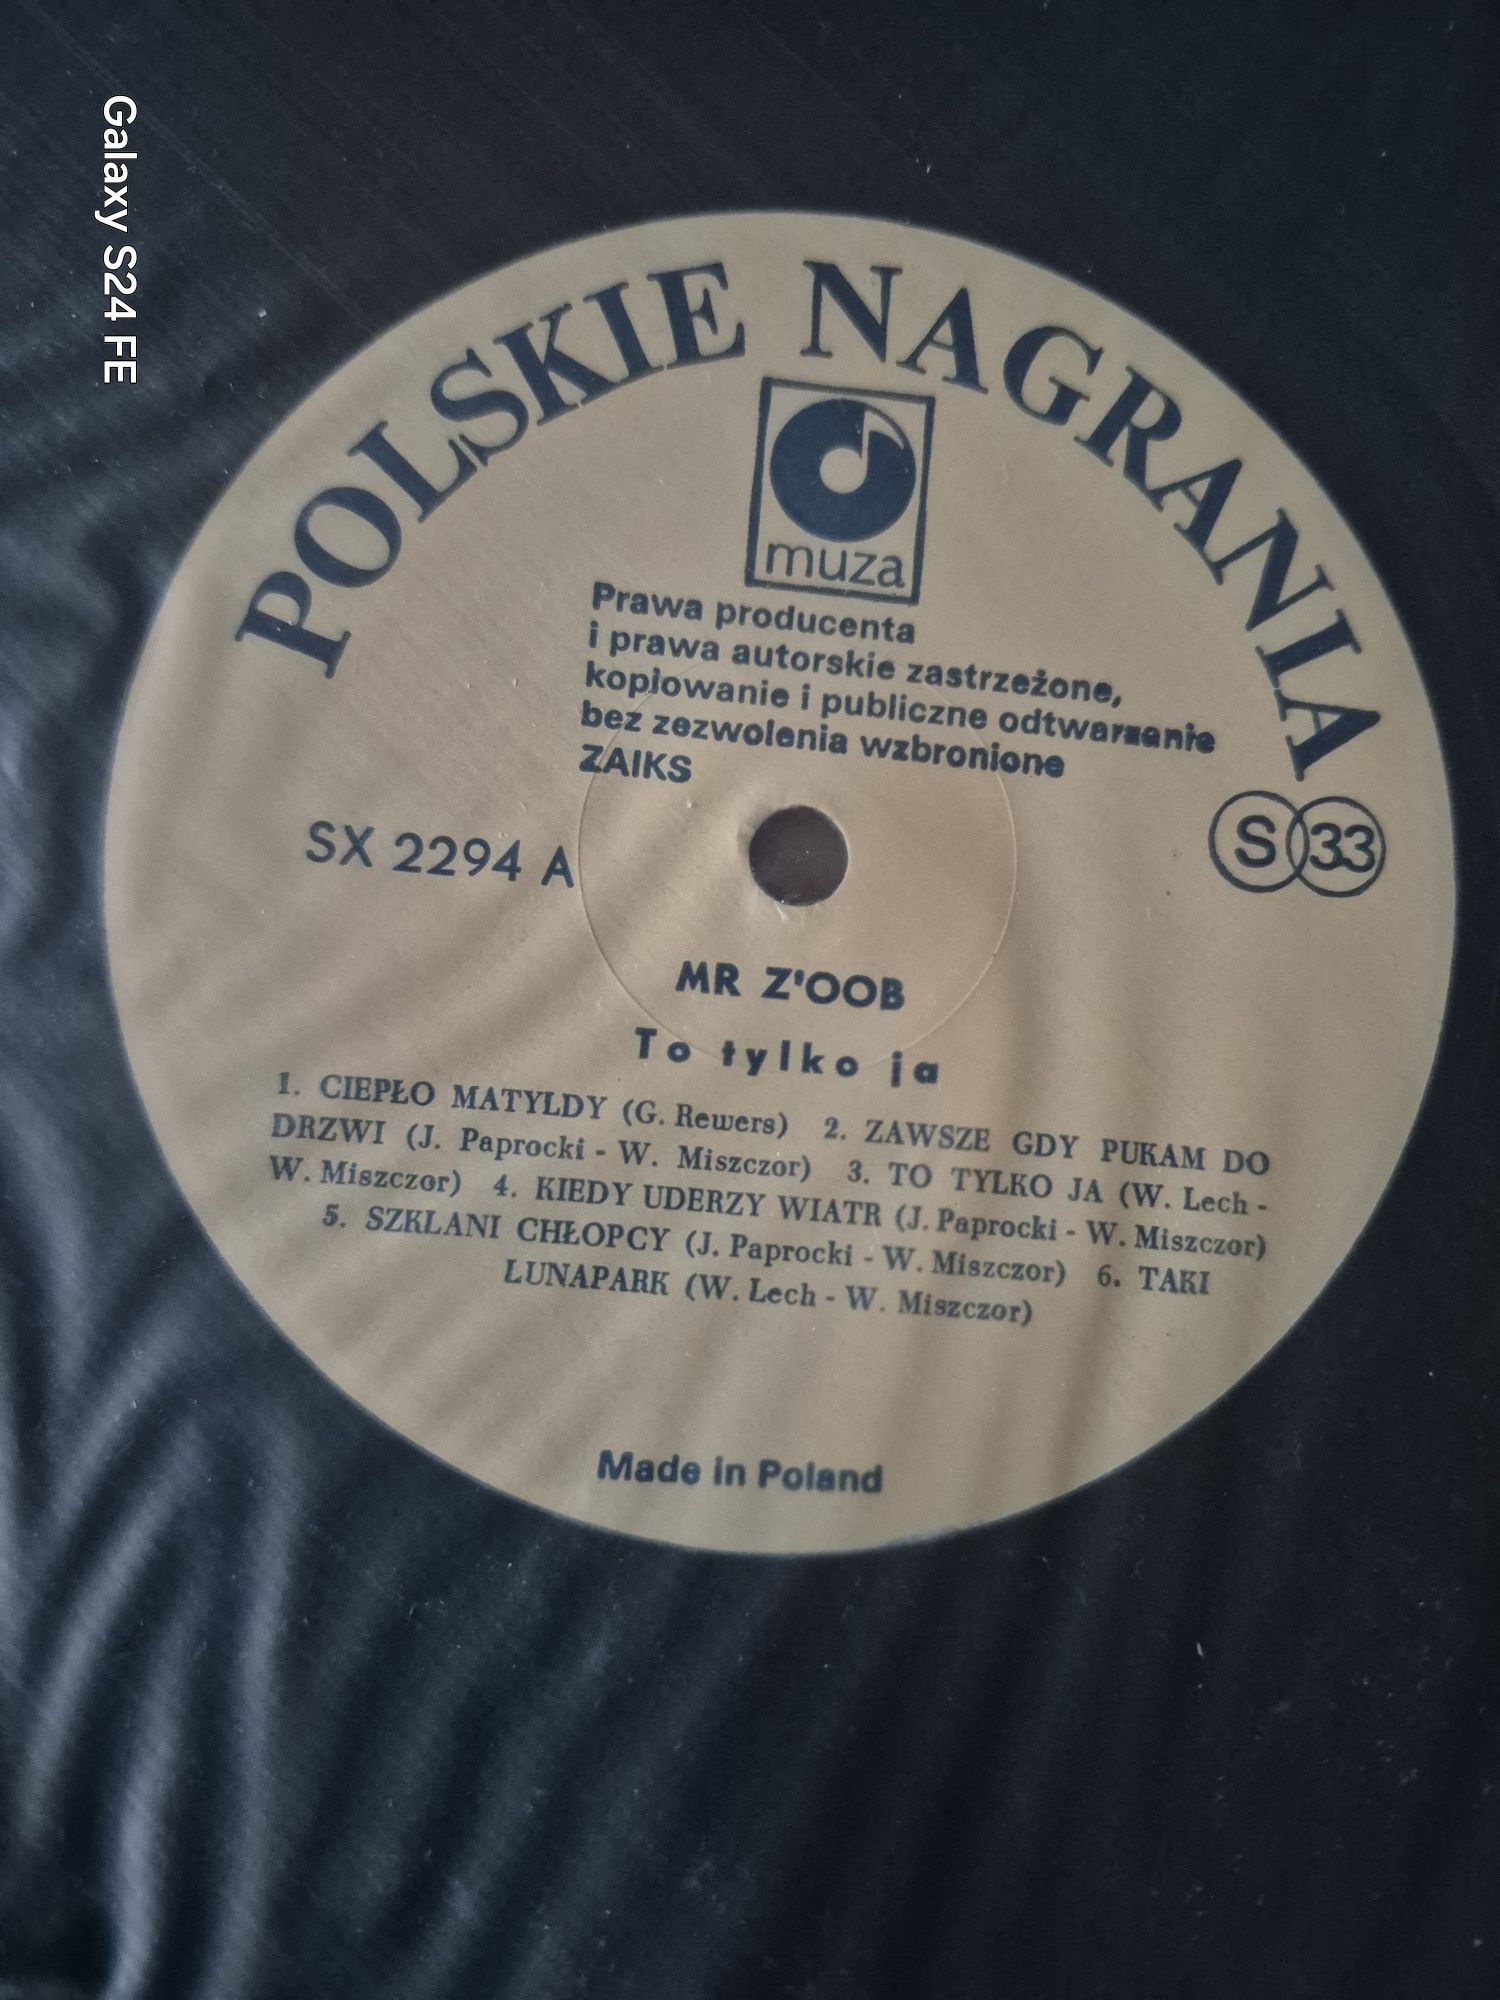 Galaxy S24 FE
POLSKIE NAGRANIA
muza
Prawa producenta
i prawa autorskie zastrzeżone,
kopiowanie i publiczne odtwarzanie
bez zezwolenia wzbronione
ZAIKS
SX 2294 A
S 33
MR Z'OOB
To tylko ja
1. CIEPŁO MATYLDY (G. Rewers) 2. ZAWSZE GDY PUKAM DO
DRZWI (J. Paprocki - W. Miszczor) 3. TO TYLKO JA (W. Lech -
W. Miszczor) 4. KIEDY UDERZY WIATR (J. Paprocki - W. Miszczor)
5. SZKLANI CHŁOPCY (J. Paprocki - W. Miszczor) 6. TAKI
LUNAPARK (W. Lech - W. Miszczor)
Made in Poland